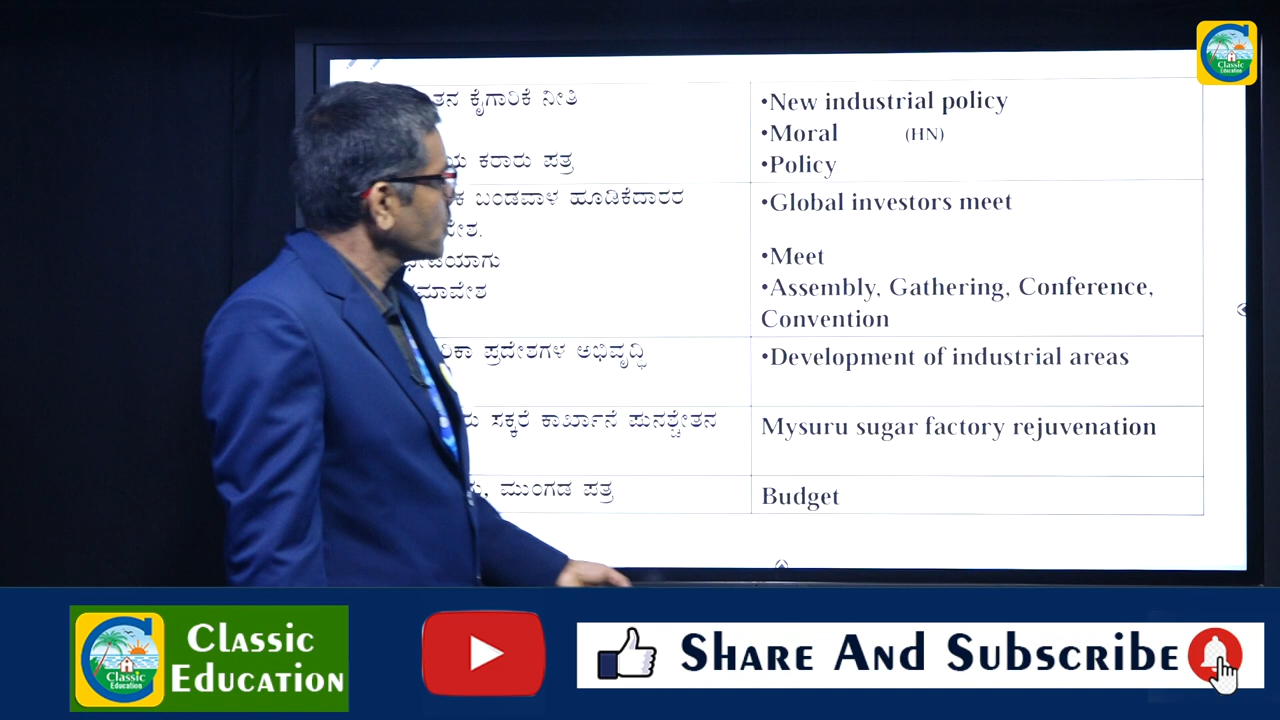 Classic
Education
ಕೈಗಾರಿಕೆ ನೀತಿ
•New industrial policy
•Moral (HN)
ಕರಾರು ಪತ್ರ
•Policy
ಬಂಡವಾಳ ಹೂಡಿಕೆದಾರರ
•Global investors meet
•Meet
•Assembly, Gathering, Conference,
Convention
ಪ್ರದೇಶಗಳ ಅಭಿವೃದ್ಧಿ
•Development of industrial areas
ಸಕ್ಕರೆ ಕಾರ್ಖಾನೆ ಪುನಶ್ಚೇತನ
Mysuru sugar factory rejuvenation
ಮುಂಗಡ ಪತ್ರ
Budget
Classic
Education
Classic
Education
Share And Subscribe